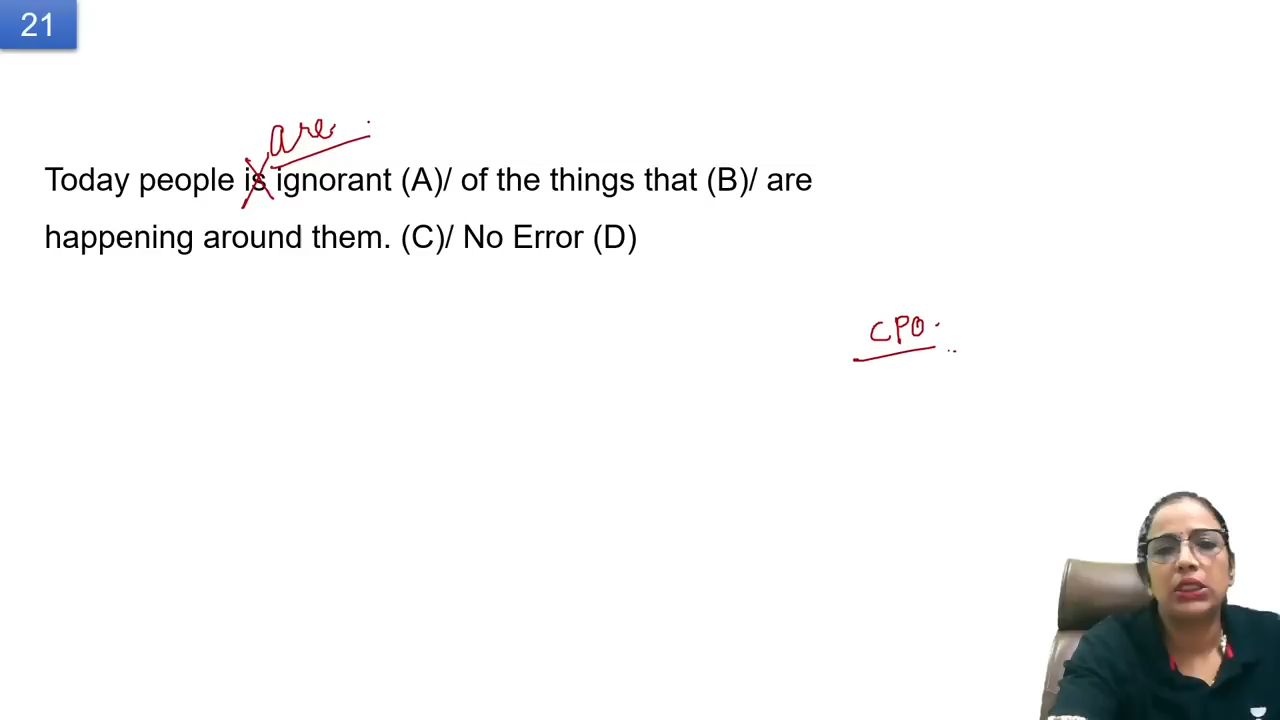 21
are
Today people is ignorant (A)/ of the things that (B)/ are
happening around them. (C)/ No Error (D)
CPO